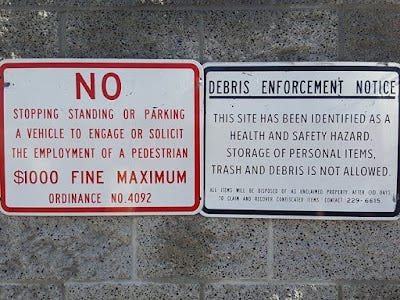 NO
STOPPING STANDING OR PARKING
A VEHICLE TO ENGAGE OR SOLICIT
THE EMPLOYMENT OF A PEDESTRIAN
$1000 FINE MAXIMUM
ORDINANCE NO.4092
DEBRIS ENFORCEMENT NOTICE
THIS SITE HAS BEEN IDENTIFIED AS A
HEALTH AND SAFETY HAZARD.
STORAGE OF PERSONAL ITEMS,
TRASH AND DEBRIS IS NOT ALLOWED.
ALL ITEMS WILL BE DISPOSED OF AS UNCLAIMED PROPERTY AFTER DAYS
TO CLAIM AND RECOVER CONFISCATED ITEMS CONTACT 229-6615.